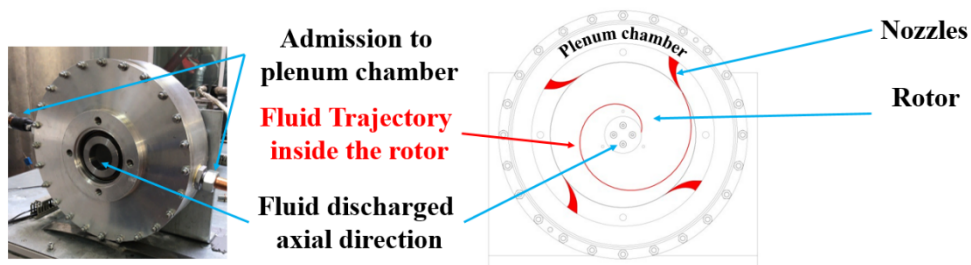 Admission to
plenum chamber
Fluid Trajectory
inside the rotor
Fluid discharged
axial direction
Plenum chamber
Nozzles
Rotor